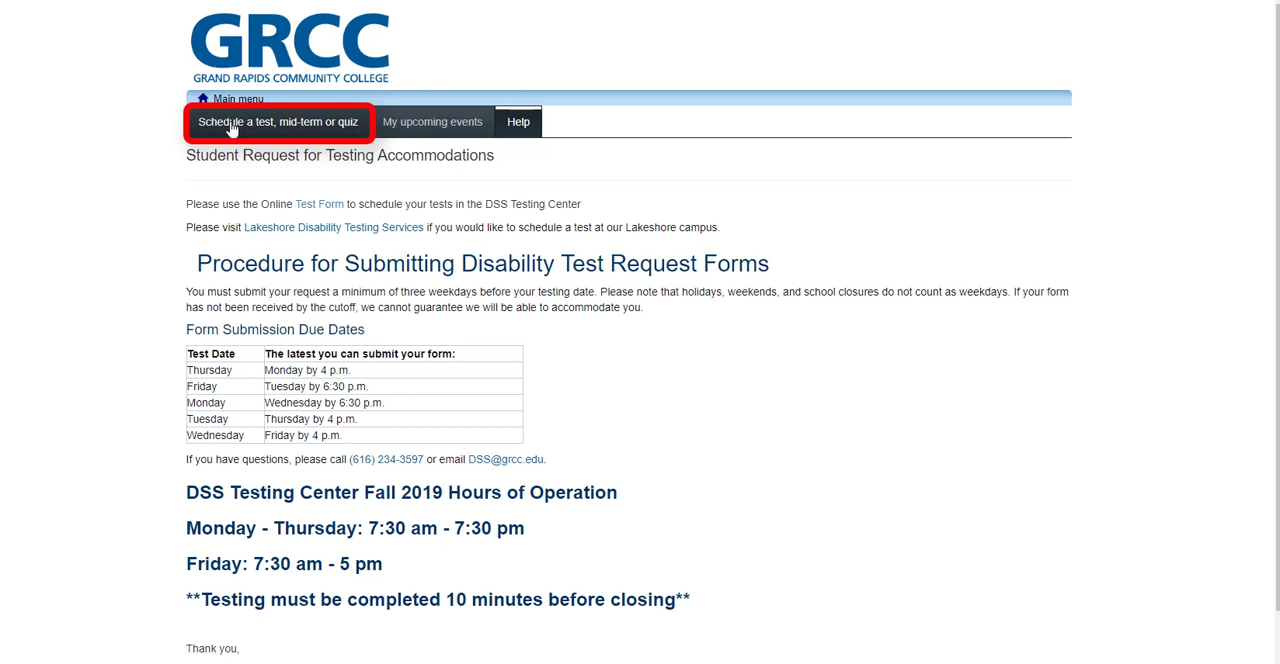 GRCC
GRAND RAPIDS COMMUNITY COLLEGE
Main menu
Schedule a test, mid-term or quiz My upcoming events Help
Student Request for Testing Accommodations
Please use the Online Test Form to schedule your tests in the DSS Testing Center
Please visit Lakeshore Disability Testing Services if you would like to schedule a test at our Lakeshore campus.
Procedure for Submitting Disability Test Request Forms
You must submit your request a minimum of three weekdays before your testing date. Please note that holidays, weekends, and school closures do not count as weekdays. If your form
has not been received by the cutoff, we cannot guarantee we will be able to accommodate you.
Form Submission Due Dates
Test Date The latest you can submit your form:
Thursday Monday by 4 p.m.
Friday Tuesday by 6:30 p.m.
Monday Wednesday by 6:30 p.m.
Tuesday Thursday by 4 p.m.
Wednesday Friday by 4 p.m.
If you have questions, please call (616) 234-3597 or email DSS@grcc.edu.
DSS Testing Center Fall 2019 Hours of Operation
Monday - Thursday: 7:30 am - 7:30 pm
Friday: 7:30 am - 5 pm
**Testing must be completed 10 minutes before closing**
Thank you,